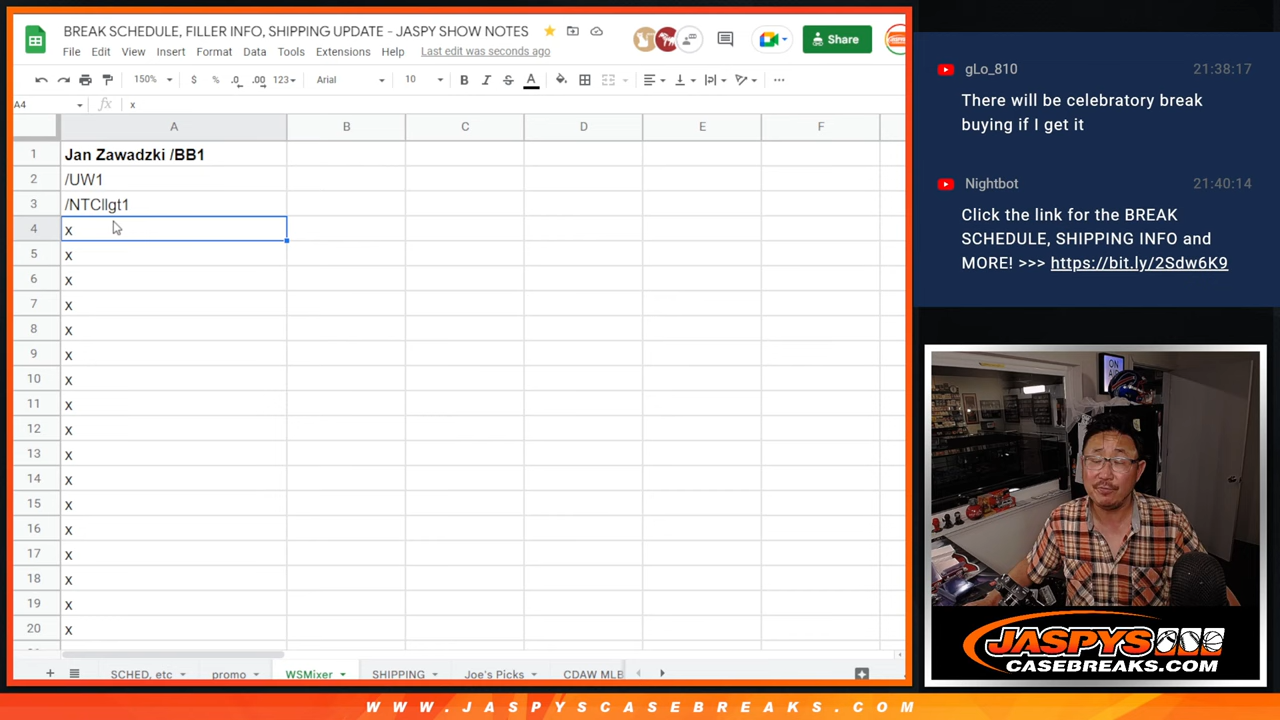 BREAK SCHEDULE, FILLER INFO, SHIPPING UPDATE - JASPY SHOW NOTES
File Edit View Insert Format Data Tools Extensions Help Last edit was seconds ago
Share
150% $ % .0 .00 123 Arial 10 B I S A
A4 fx x
A B C D E F
1 Jan Zawadzki /BB1
2 /UW1
3 /NTCllgt1
4 x
5 x
6 x
7 x
8 x
9 x
10 x
11 x
12 x
13 x
14 x
15 x
16 x
17 x
18 x
19 x
20 x
SCHED, etc promo WSMixer SHIPPING Joe's Picks CDAW MLB
gLo_810 21:38:17
There will be celebratory break
buying if I get it
Nightbot 21:40:14
Click the link for the BREAK
SCHEDULE, SHIPPING INFO and
MORE! >>> https://bit.ly/2Sdw6K9
ON
AIR
JASPYS
CASEBREAKS.COM
WWW.JASPYSCASEBREAKS.COM